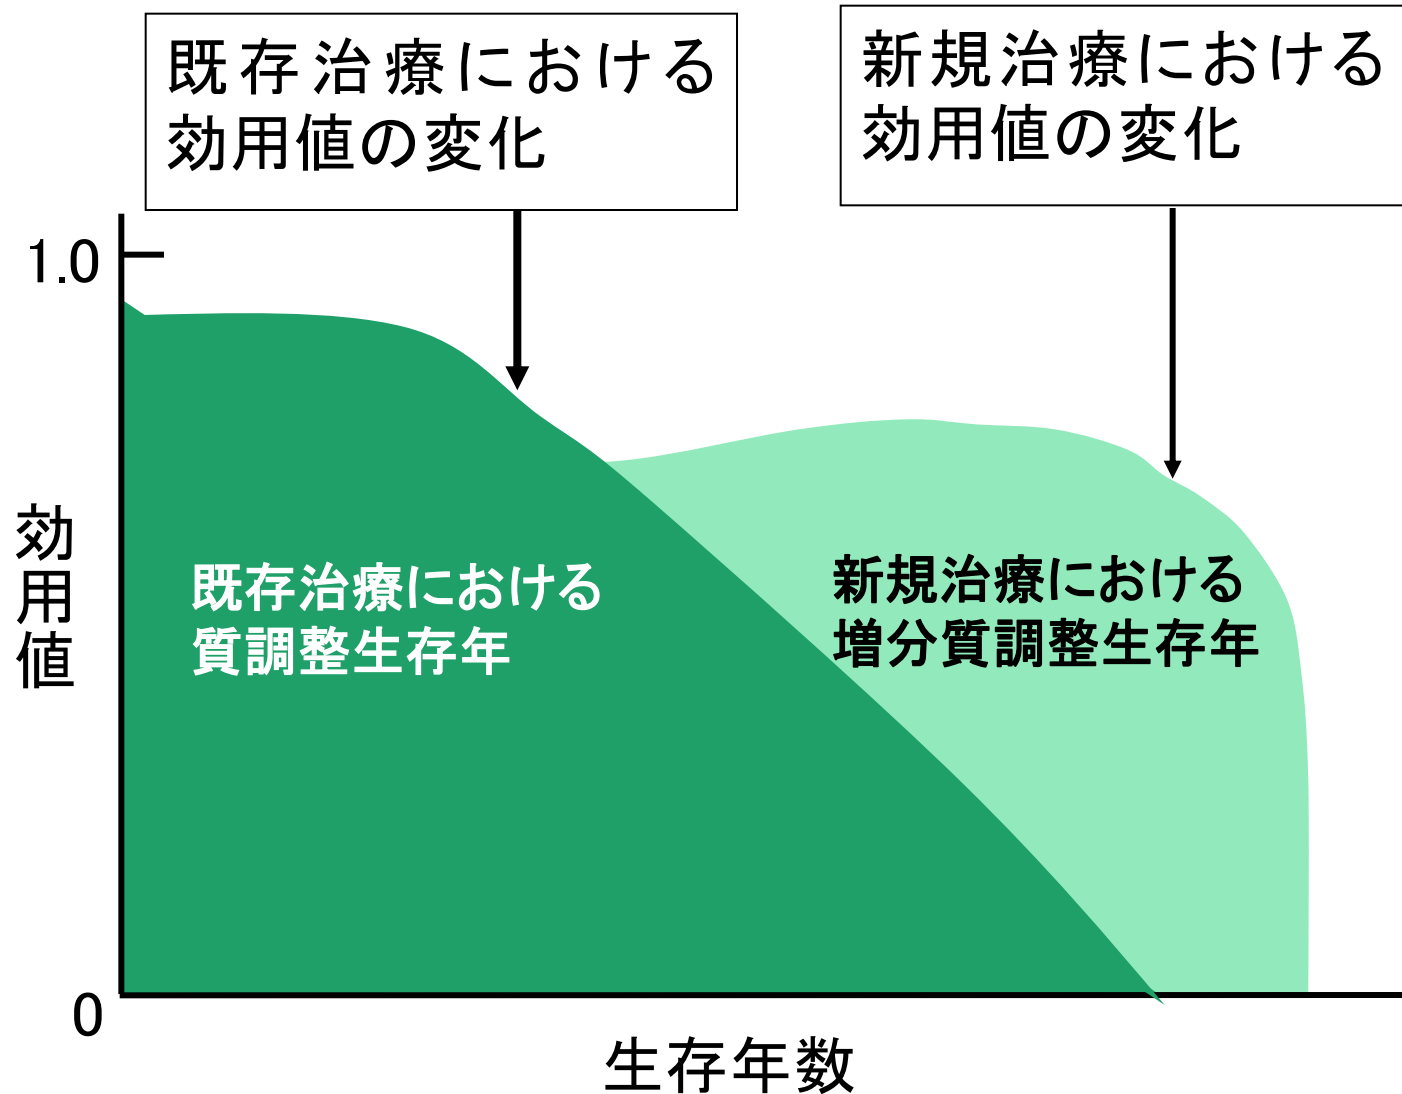 既存治療における
効用値の変化
新規治療における
効用値の変化
1.0
効用値
既存治療における
質調整生存年
新規治療における
増分質調整生存年
0
生存年数